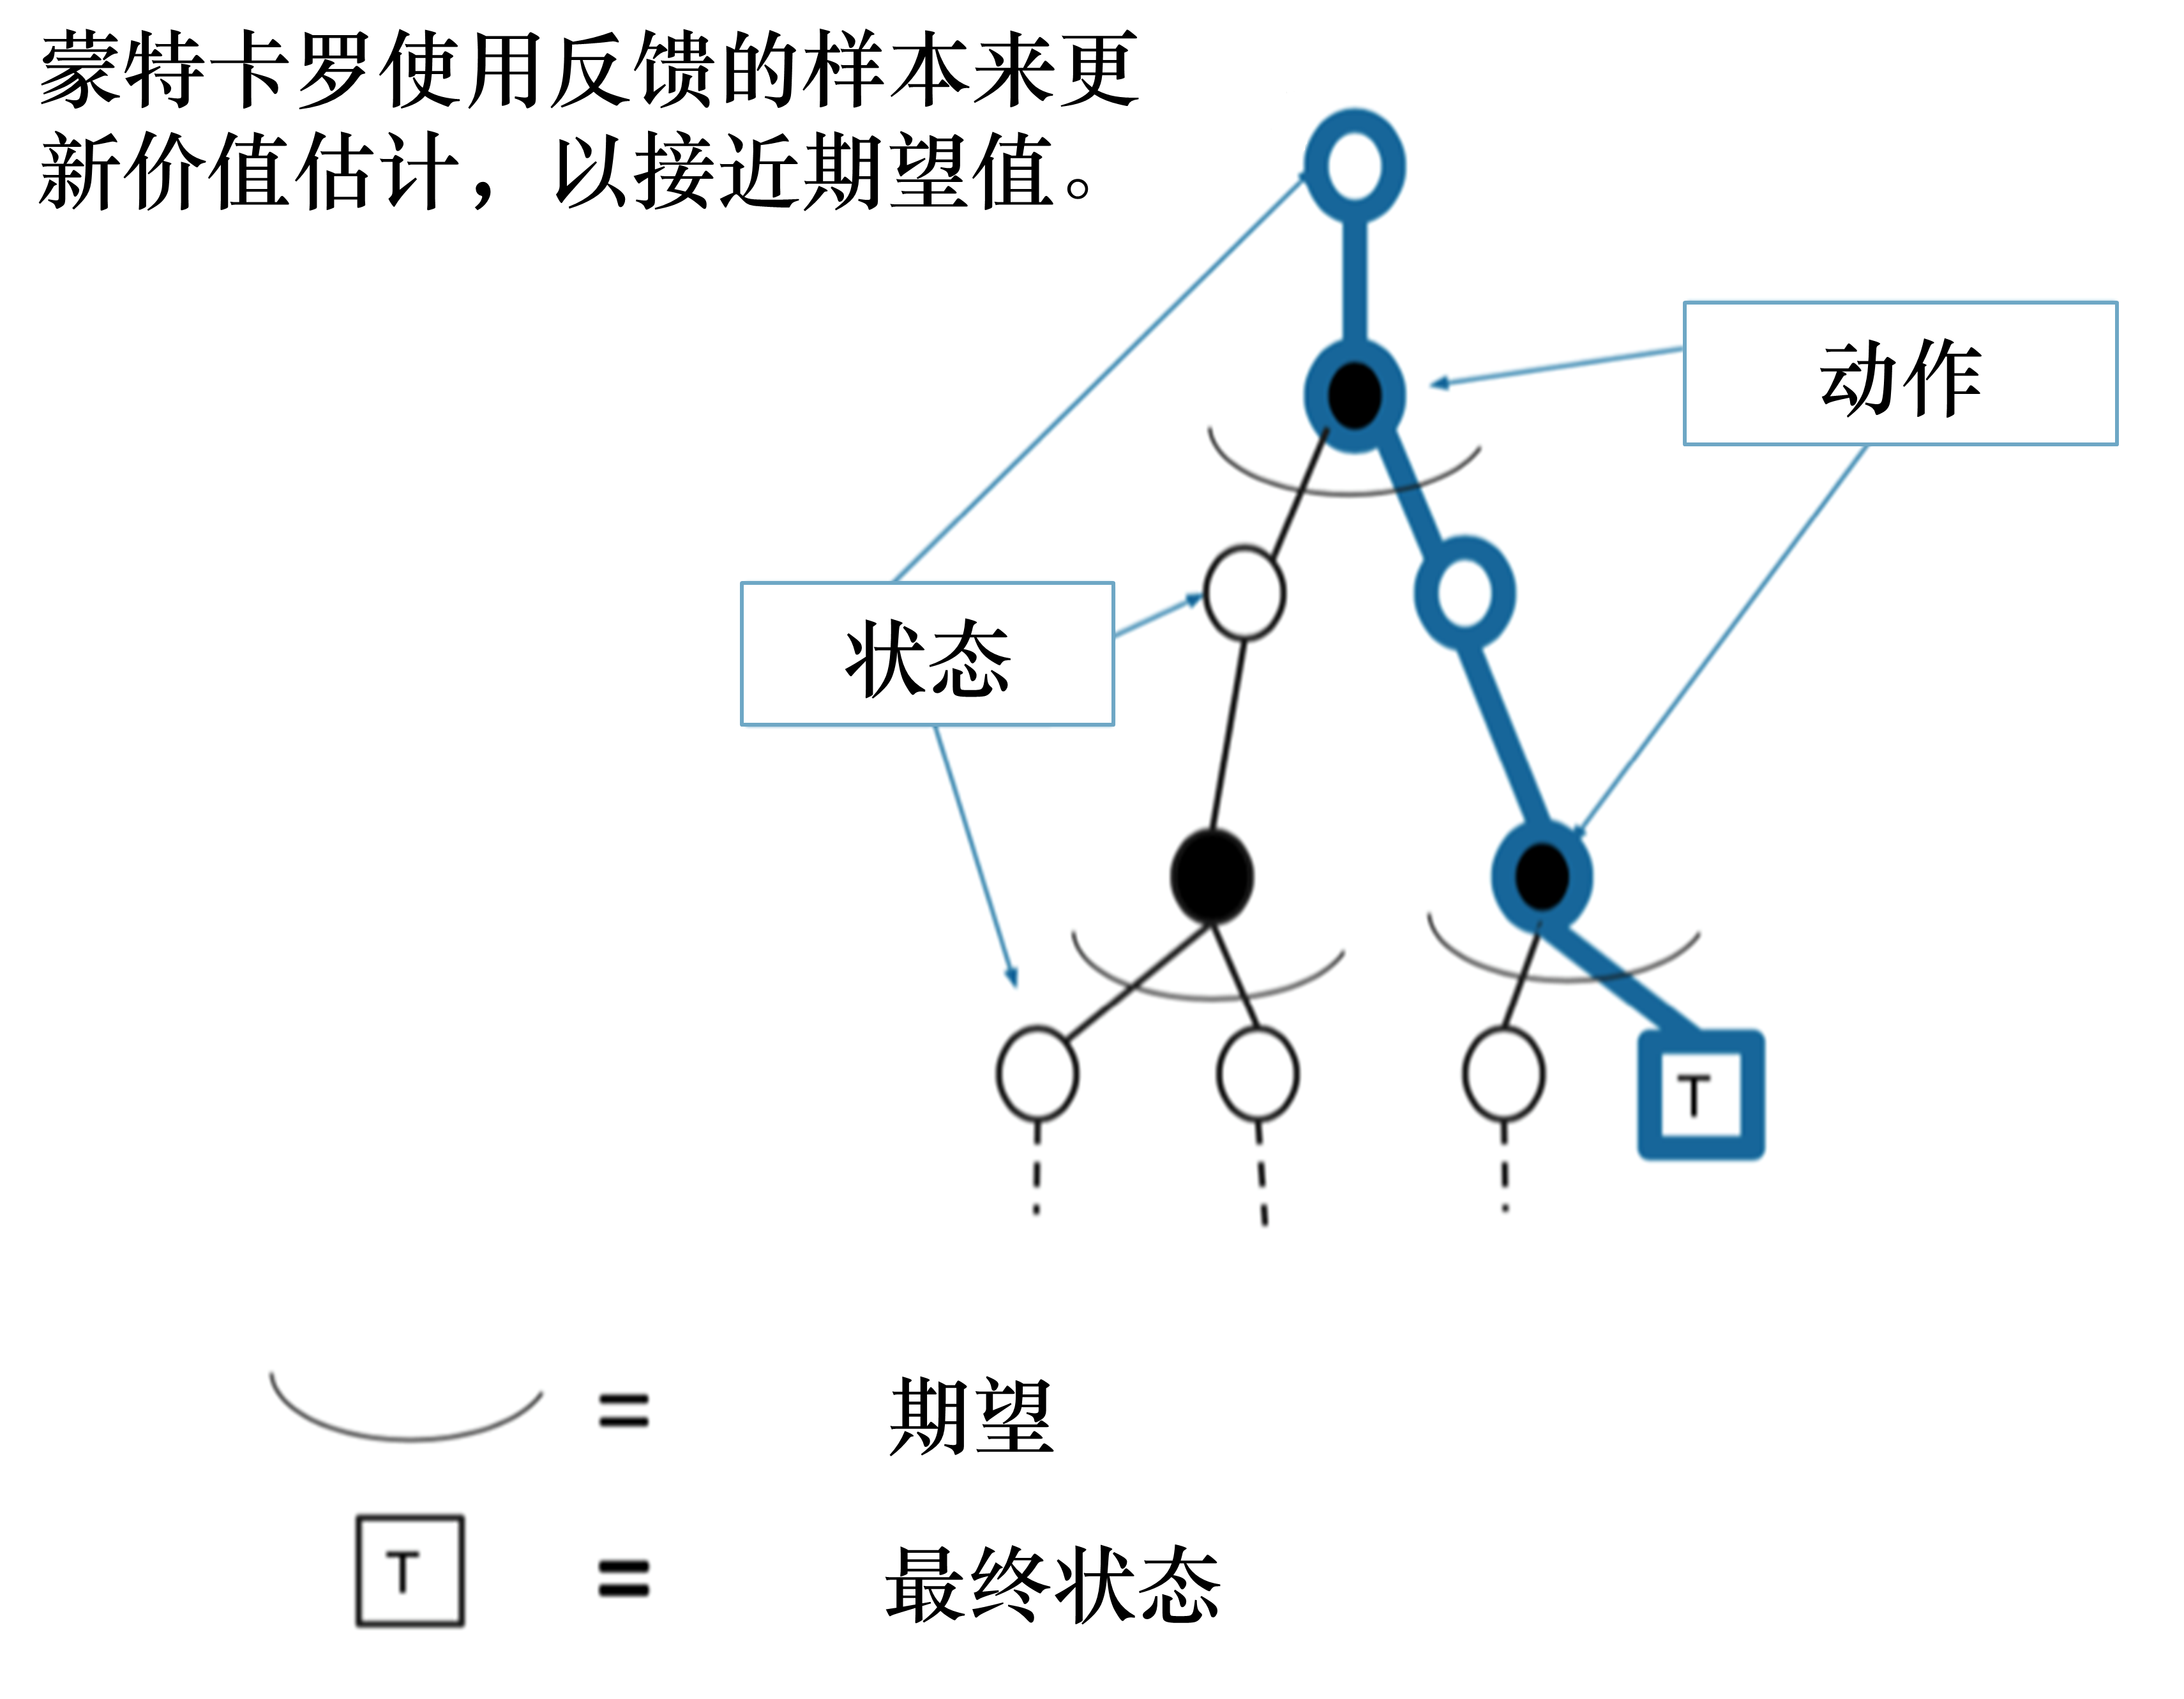 蒙特卡罗使用反馈的样本来更
新价值估计，以接近期望值。
动作
状态
T
= 期望
T = 最终状态